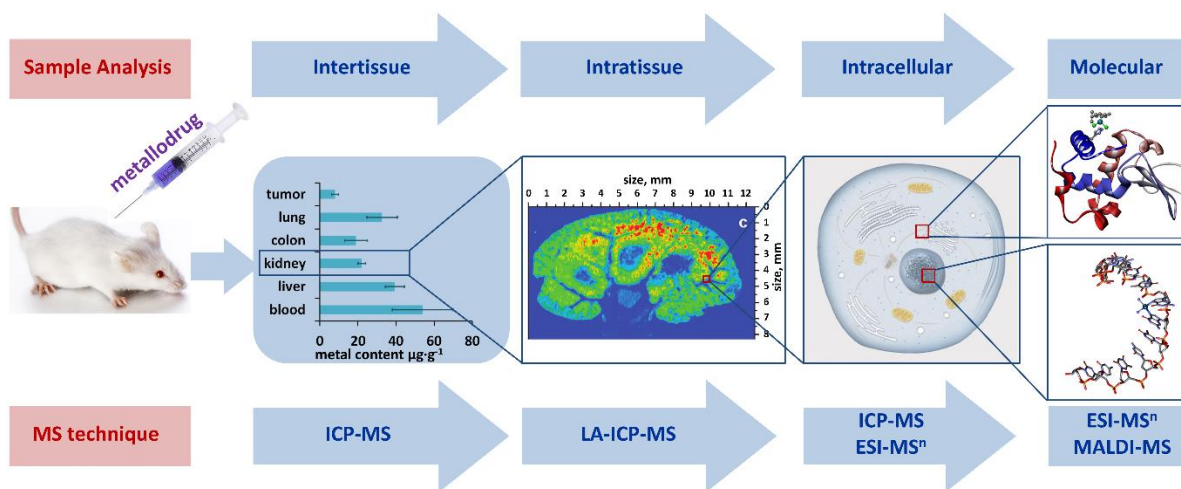 Sample Analysis
Intertissue
Intratissue
Intracellular
Molecular
metallodrug
tumor
lung
colon
kidney
liver
blood
0 20 40 60 80
metal content µg·g⁻¹
size, mm
0 1 2 3 4 5 6 7 8 9 10 11 12
C
0
1
2
3
4
5
6
7
8
size, mm
MS technique
ICP-MS
LA-ICP-MS
ICP-MS
ESI-MSⁿ
ESI-MSⁿ
MALDI-MS